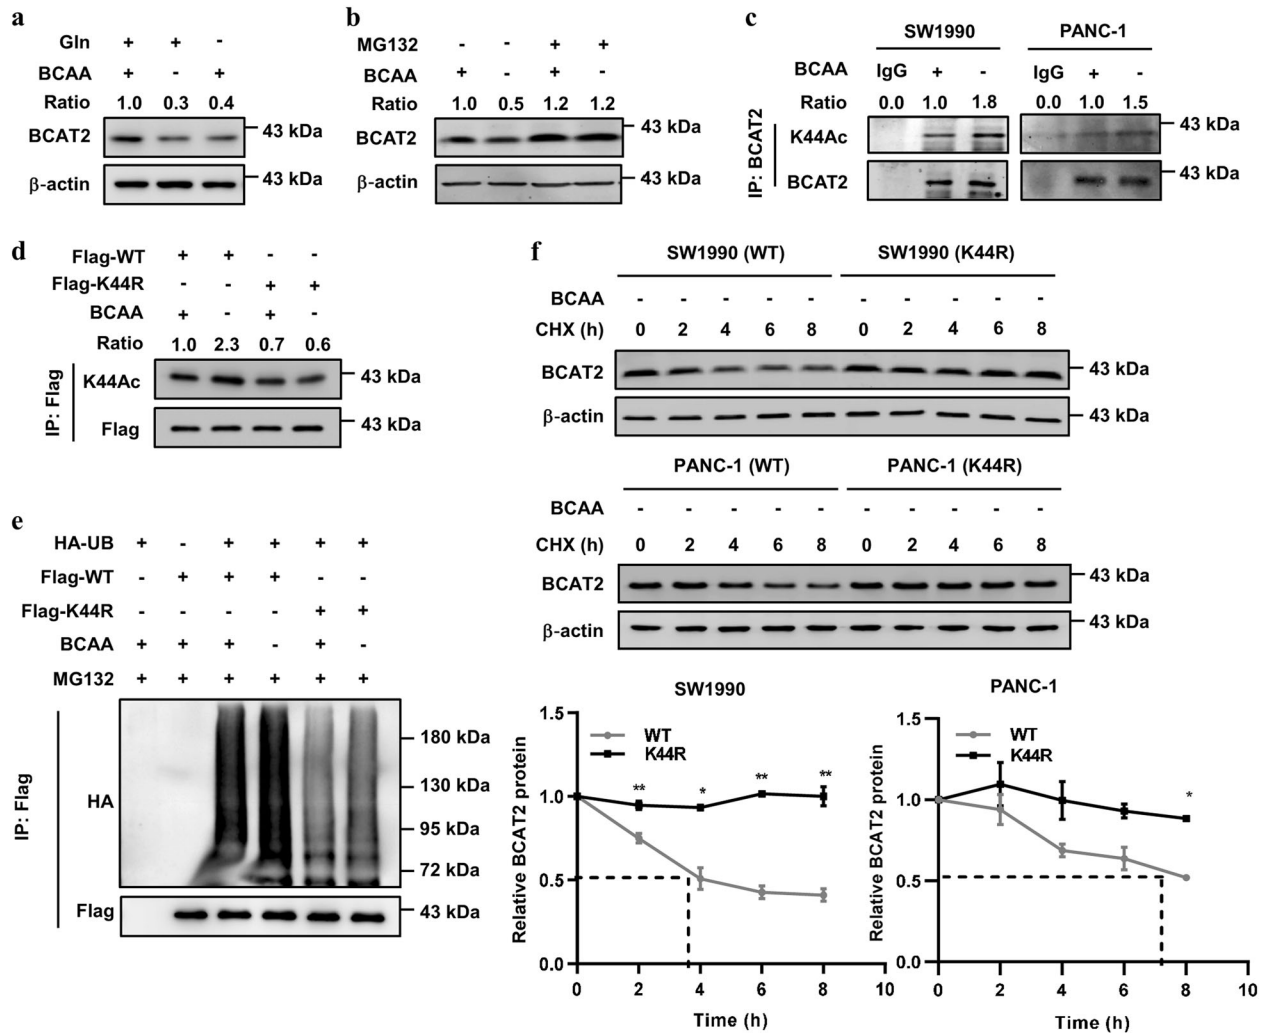 a
Gln + + -
BCAA + - +
Ratio 1.0 0.3 0.4
BCAT2 43 kDa
β-actin 43 kDa
b
MG132 - - + +
BCAA + - + -
Ratio 1.0 0.5 1.2 1.2
BCAT2 43 kDa
β-actin 43 kDa
c
SW1990 PANC-1
BCAA IgG + - IgG + -
Ratio 0.0 1.0 1.8 0.0 1.0 1.5
IP: BCAT2
K44Ac 43 kDa
BCAT2 43 kDa
d
Flag-WT + + - -
Flag-K44R - - + +
BCAA + - + -
Ratio 1.0 2.3 0.7 0.6
IP: Flag
K44Ac 43 kDa
Flag 43 kDa
e
HA-UB + - + + + +
Flag-WT - + + + - -
Flag-K44R - - - - + +
BCAA + + + - + -
MG132 + + + + + +
IP: Flag
HA
180 kDa
130 kDa
95 kDa
72 kDa
Flag 43 kDa
f
SW1990 (WT) SW1990 (K44R)
BCAA - - - - - - - - - -
CHX (h) 0 2 4 6 8 0 2 4 6 8
BCAT2 43 kDa
β-actin 43 kDa
PANC-1 (WT) PANC-1 (K44R)
BCAA - - - - - - - - - -
CHX (h) 0 2 4 6 8 0 2 4 6 8
BCAT2 43 kDa
β-actin 43 kDa
SW1990
Relative BCAT2 protein
1.5
1.0
0.5
0.0
WT
K44R
** * ** **
0 2 4 6 8 10
Time (h)
PANC-1
Relative BCAT2 protein
1.5
1.0
0.5
0.0
WT
K44R
*
0 2 4 6 8 10
Time (h)